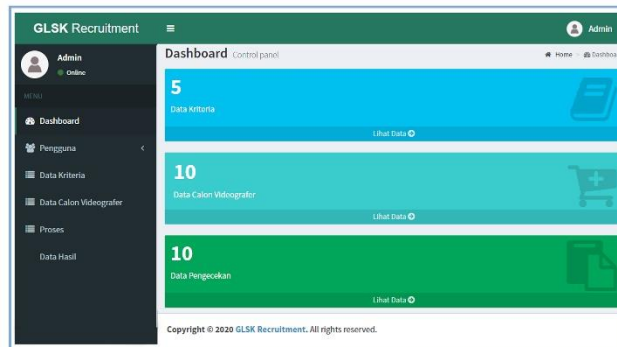 GLSK Recruitment
Admin
Admin
Online
MENU
Dashboard
Pengguna
Data Kriteria
Data Calon Videografer
Proses
Data Hasil
Dashboard Control panel
Home > Dashboa
5
Data Kriteria
Lihat Data
10
Data Calon Videografer
Lihat Data
10
Data Pengecekan
Lihat Data
Copyright © 2020 GLSK Recruitment. All rights reserved.